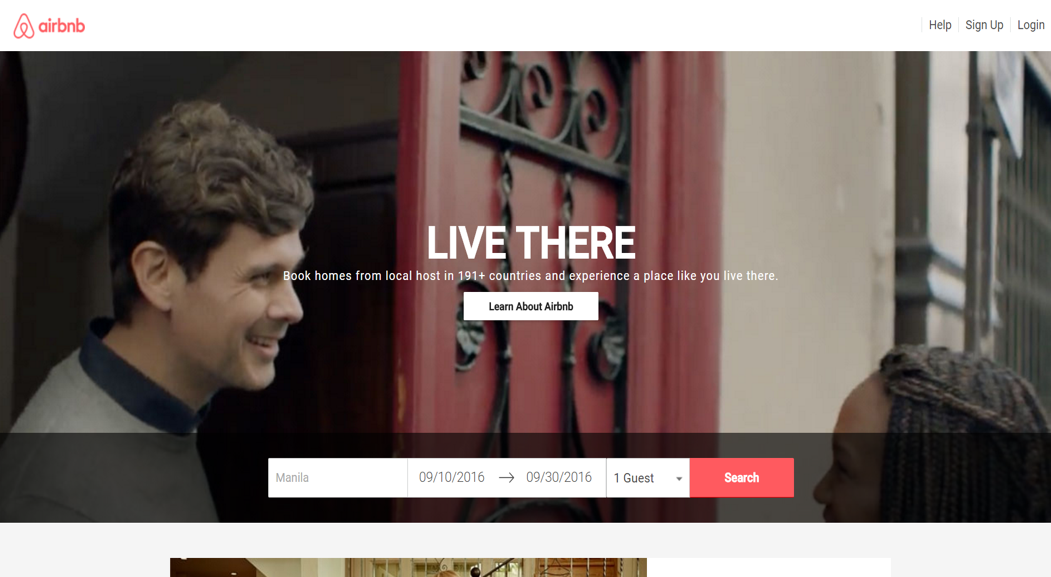 airbnb
Help Sign Up Login
LIVE THERE
Book homes from local host in 191+ countries and experience a place like you live there.
Learn About Airbnb
Manila 09/10/2016 → 09/30/2016 1 Guest Search